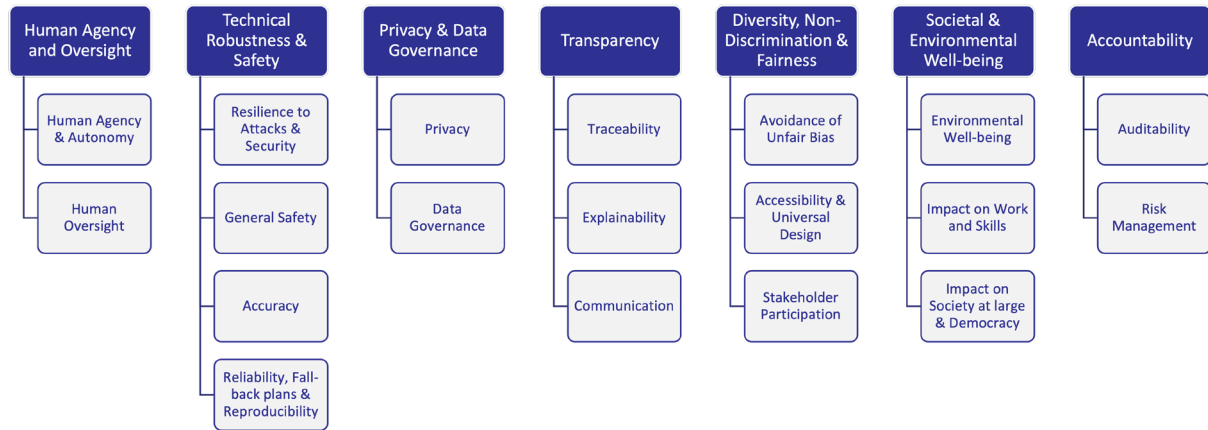 Human Agency
and Oversight
Human Agency
& Autonomy
Human
Oversight
Technical
Robustness &
Safety
Resilience to
Attacks &
Security
General Safety
Accuracy
Reliability, Fall-
back plans &
Reproducibility
Privacy & Data
Governance
Privacy
Data
Governance
Transparency
Traceability
Explainability
Communication
Diversity, Non-
Discrimination &
Fairness
Avoidance of
Unfair Bias
Accessibility &
Universal
Design
Stakeholder
Participation
Societal &
Environmental
Well-being
Environmental
Well-being
Impact on Work
and Skills
Impact on
Society at large
& Democracy
Accountability
Auditability
Risk
Management